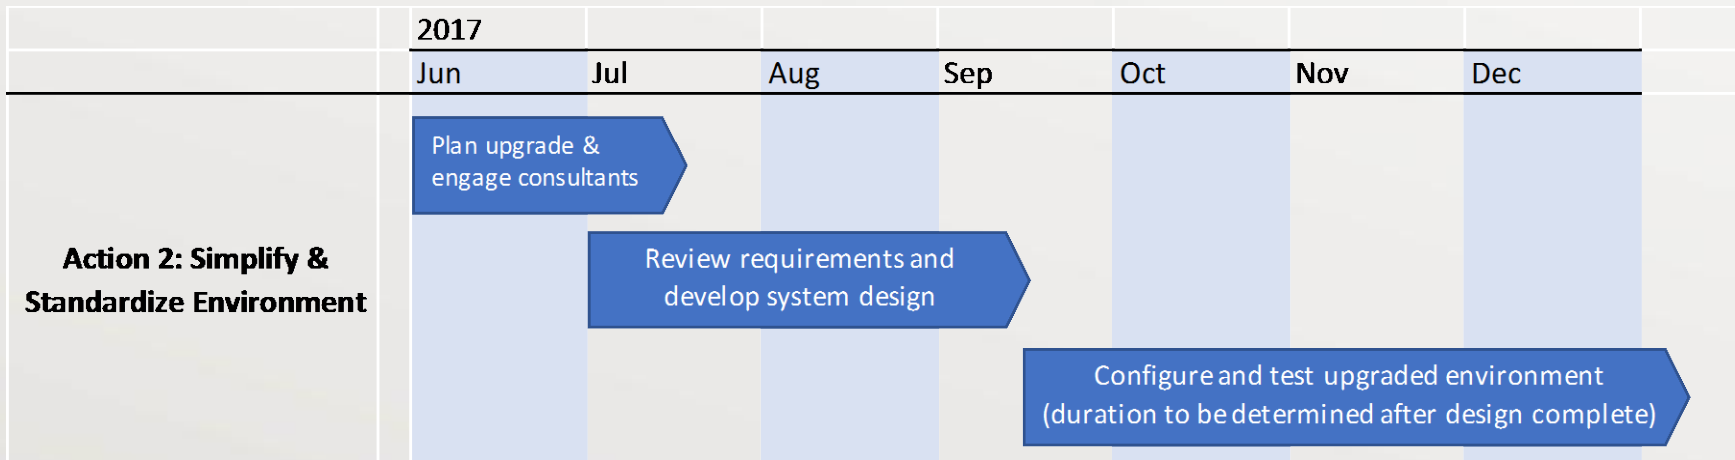 2017
Jun Jul Aug Sep Oct Nov Dec
Plan upgrade &
engage consultants
Action 2: Simplify &
Standardize Environment
Review requirements and
develop system design
Configure and test upgraded environment
(duration to be determined after design complete)